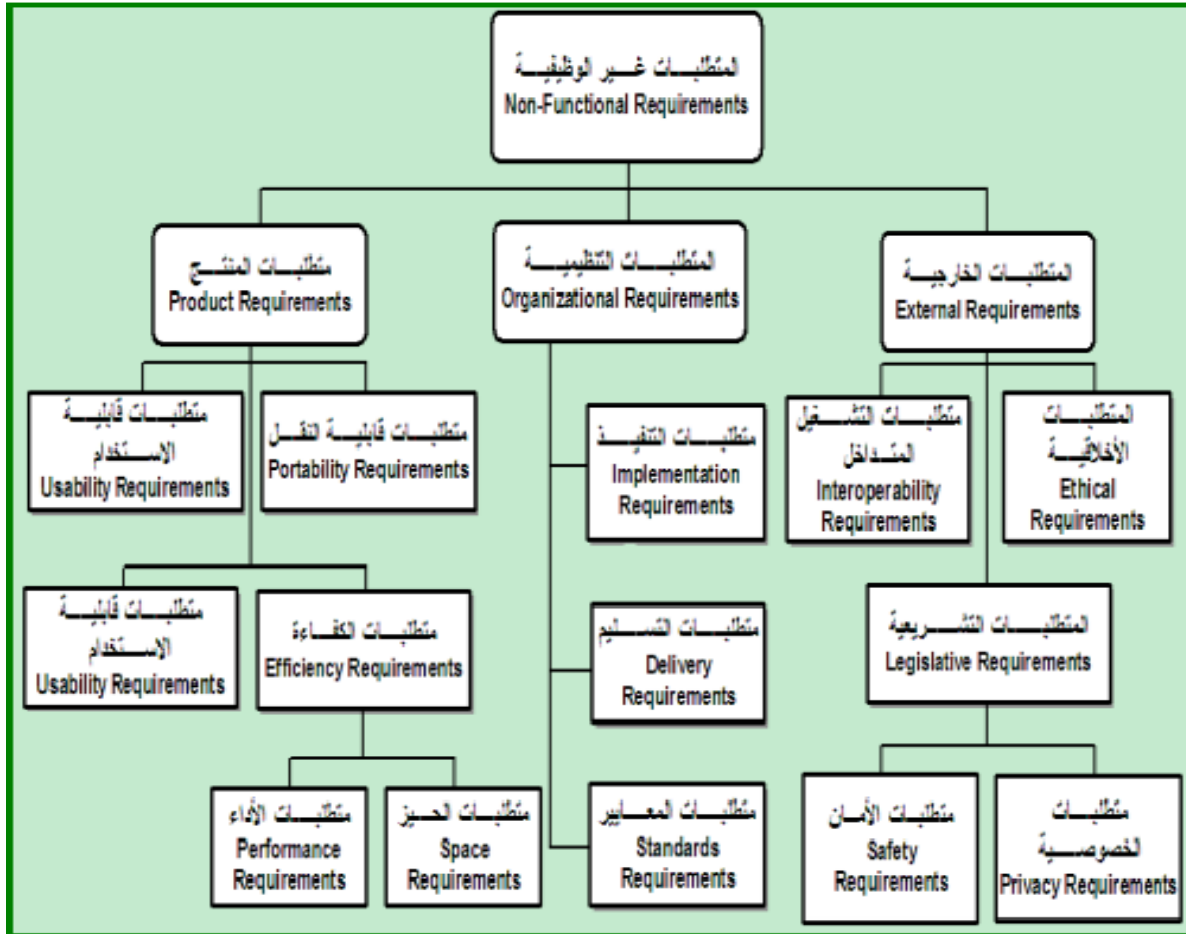 المتطلبات غير الوظيفية
Non-Functional Requirements
متطلبات المنتج
Product Requirements
المتطلبات التنظيمية
Organizational Requirements
المتطلبات الخارجية
External Requirements
متطلبات قابلية
الاستخدام
Usability Requirements
متطلبات قابلية النقل
Portability Requirements
متطلبات التنفيذ
Implementation
Requirements
متطلبات التشغيل
المتداخل
Interoperability
Requirements
المتطلبات
الأخلاقية
Ethical
Requirements
متطلبات قابلية
الاستخدام
Usability Requirements
متطلبات الكفاءة
Efficiency Requirements
متطلبات التسليم
Delivery
Requirements
المتطلبات التشريعية
Legislative Requirements
متطلبات الأداء
Performance
Requirements
متطلبات الحيز
Space
Requirements
متطلبات المعايير
Standards
Requirements
متطلبات الأمان
Safety
Requirements
متطلبات
الخصوصية
Privacy Requirements